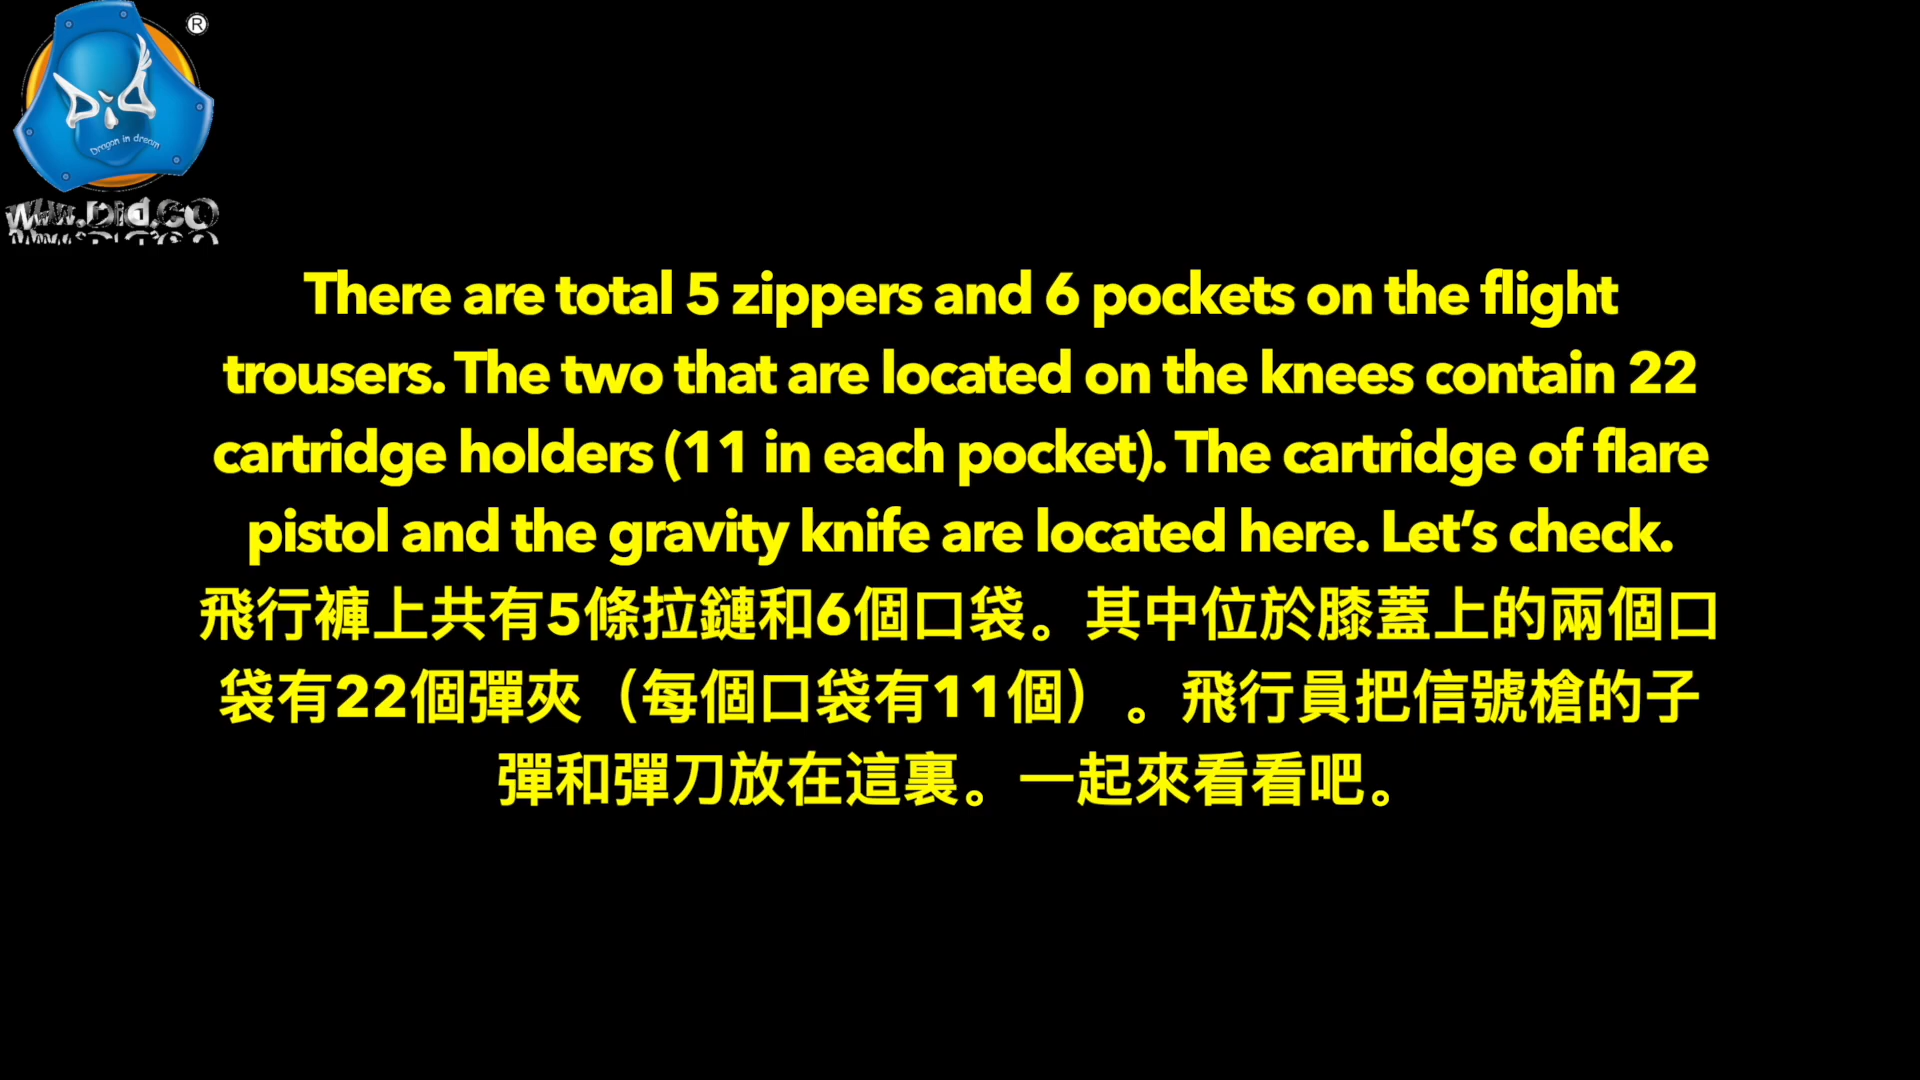 ®
DiD
Dragon in dream
There are total 5 zippers and 6 pockets on the flight
trousers. The two that are located on the knees contain 22
cartridge holders (11 in each pocket). The cartridge of flare
pistol and the gravity knife are located here. Let’s check.
飛行褲上共有5條拉鏈和6個口袋。其中位於膝蓋上的兩個口
袋有22個彈夾（每個口袋有11個）。飛行員把信號槍的子
彈和彈刀放在這裏。一起來看看吧。